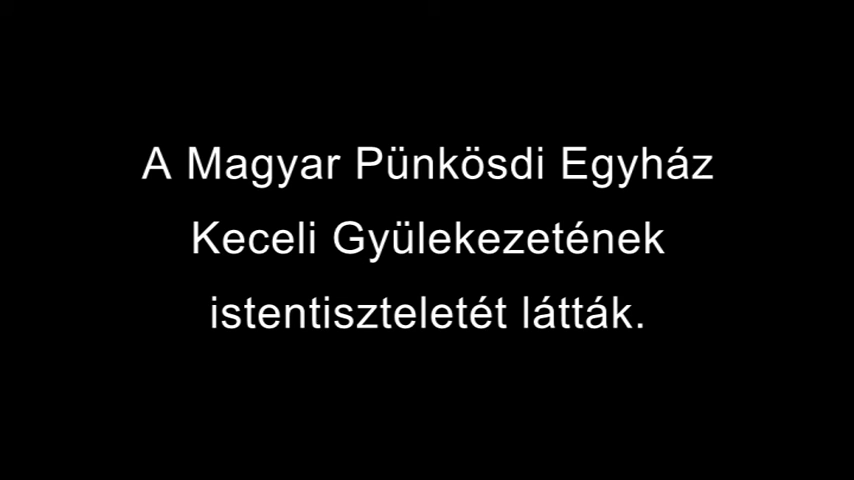 A Magyar Pünkösdi Egyház
Keceli Gyülekezetének
istentiszteletét látták.